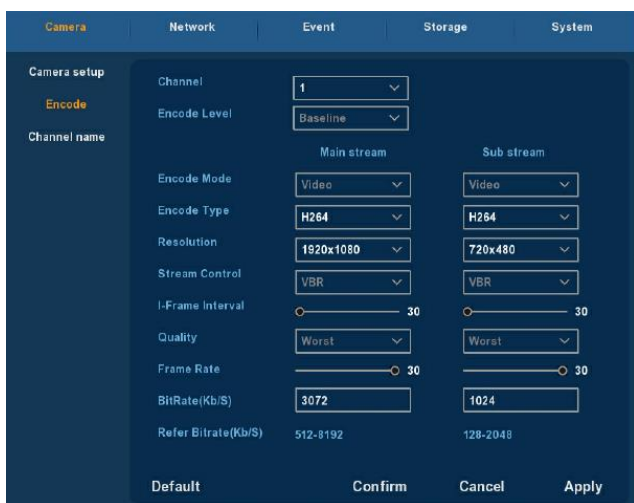 Camera Network Event Storage System
Camera setup
Encode
Channel name
Channel 1
Encode Level Baseline
Main stream Sub stream
Encode Mode Video Video
Encode Type H264 H264
Resolution 1920x1080 720x480
Stream Control VBR VBR
I-Frame Interval 30 30
Quality Worst Worst
Frame Rate 30 30
BitRate(Kb/S) 3072 1024
Refer Bitrate(Kb/S) 512-8192 128-2048
Default Confirm Cancel Apply